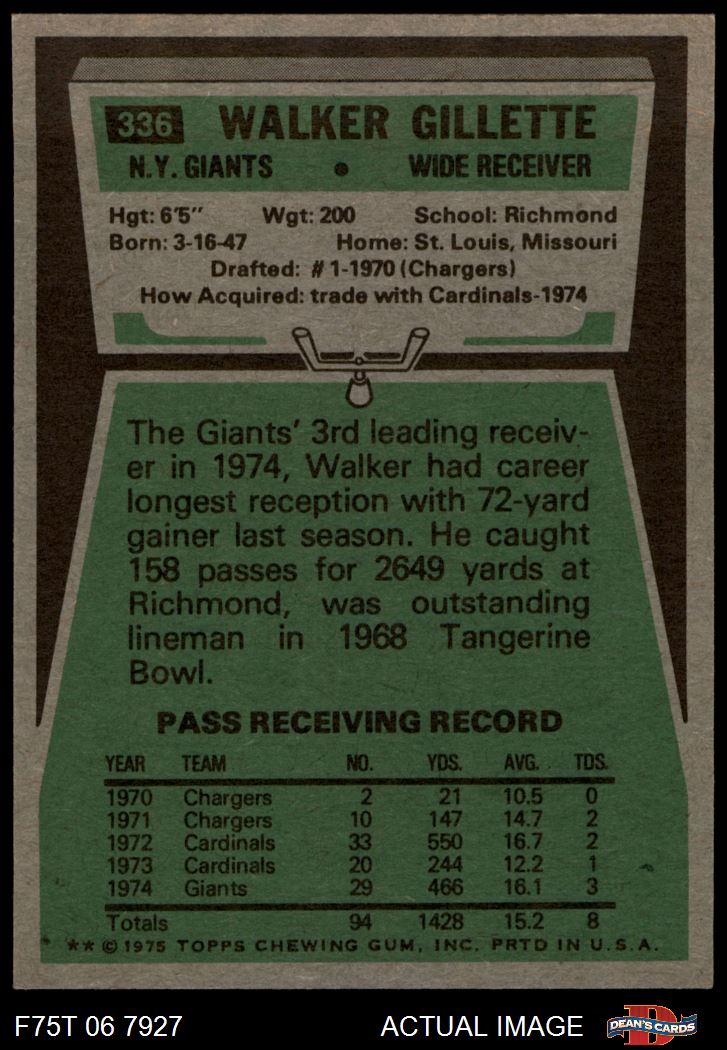 336 WALKER GILLETTE
N.Y. GIANTS • WIDE RECEIVER
Hgt: 6'5" Wgt: 200 School: Richmond
Born: 3-16-47 Home: St. Louis, Missouri
Drafted: #1-1970 (Chargers)
How Acquired: trade with Cardinals-1974
The Giants' 3rd leading receiv-
er in 1974, Walker had career
longest reception with 72-yard
gainer last season. He caught
158 passes for 2649 yards at
Richmond, was outstanding
lineman in 1968 Tangerine
Bowl.
PASS RECEIVING RECORD
YEAR TEAM NO. YDS. AVG. TDS.
1970 Chargers 2 21 10.5 0
1971 Chargers 10 147 14.7 2
1972 Cardinals 33 550 16.7 2
1973 Cardinals 20 244 12.2 1
1974 Giants 29 466 16.1 3
Totals 94 1428 15.2 8
** © 1975 TOPPS CHEWING GUM, INC. PRTD IN U.S.A.
F75T 06 7927 ACTUAL IMAGE D DEAN'S CARDS